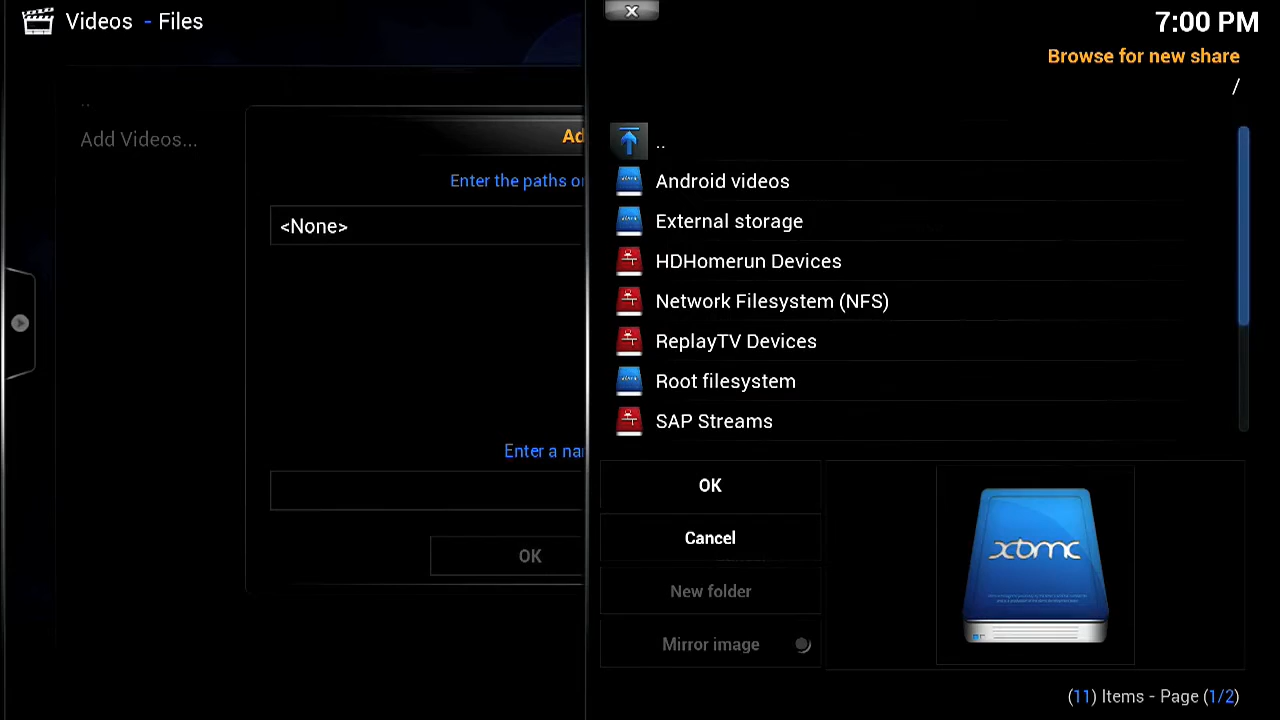 Videos - Files
..
Add Videos...
Ad
Enter the paths or
<None>
Enter a nar
OK
7:00 PM
Browse for new share
/
..
Android videos
External storage
HDHomerun Devices
Network Filesystem (NFS)
ReplayTV Devices
Root filesystem
SAP Streams
OK
Cancel
New folder
Mirror image
xbmc
(11) Items - Page (1/2)